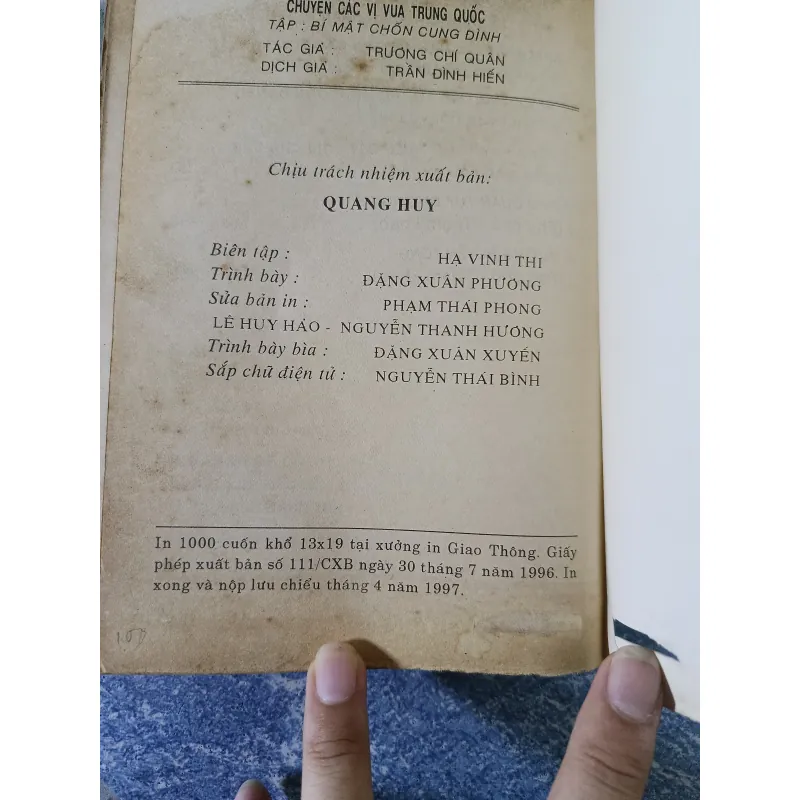 CHUYỆN CÁC VỊ VUA TRUNG QUỐC
TẬP : BÍ MẬT CHỐN CUNG ĐÌNH
TÁC GIẢ : TRƯƠNG CHÍ QUÂN
DỊCH GIẢ : TRẦN ĐÌNH HIẾN
Chịu trách nhiệm xuất bản:
QUANG HUY
Biên tập : HẠ VINH THI
Trình bày : ĐẶNG XUÂN PHƯƠNG
Sửa bản in : PHẠM THÁI PHONG
LÊ HUY HẢO - NGUYỄN THANH HƯƠNG
Trình bày bìa : ĐẶNG XUÂN XUYẾN
Sắp chữ điện tử : NGUYỄN THÁI BÌNH
In 1000 cuốn khổ 13x19 tại xưởng in Giao Thông. Giấy
phép xuất bản số 111/CXB ngày 30 tháng 7 năm 1996. In
xong và nộp lưu chiểu tháng 4 năm 1997.